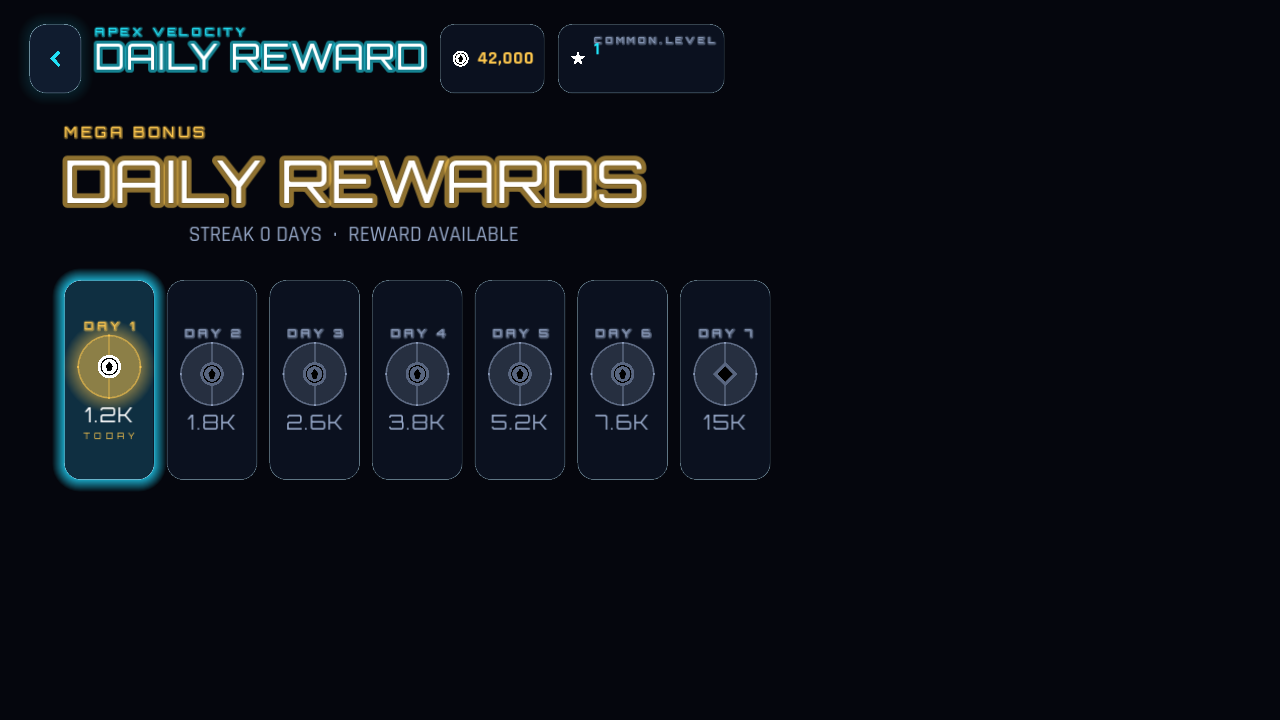 APEX VELOCITY
DAILY REWARD
42,000
COMMON.LEVEL
1
MEGA BONUS
DAILY REWARDS
STREAK 0 DAYS · REWARD AVAILABLE
DAY 1
1.2K
TODAY
DAY 2
1.8K
DAY 3
2.6K
DAY 4
3.8K
DAY 5
5.2K
DAY 6
7.6K
DAY 7
15K